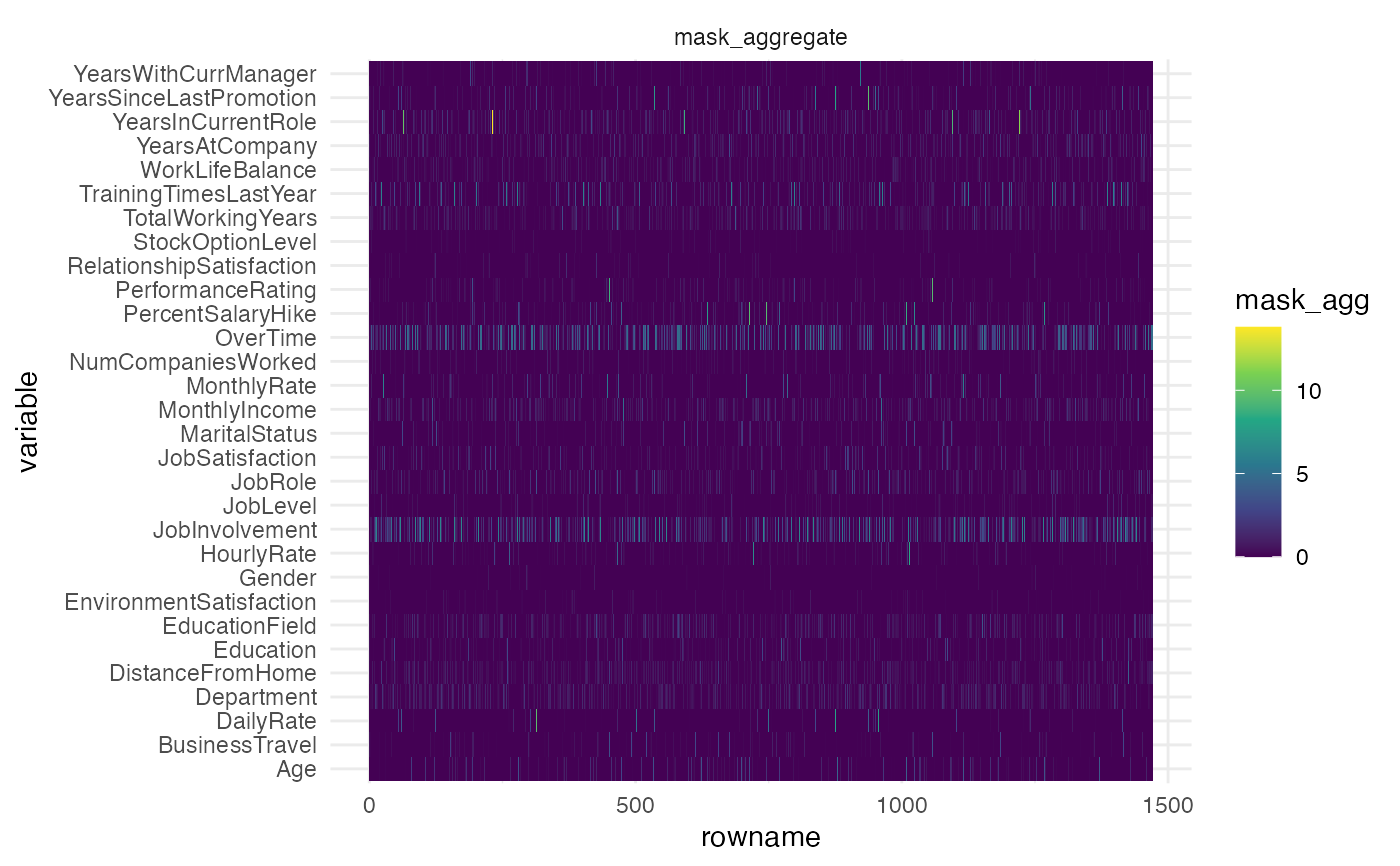 mask_aggregate
YearsWithCurrManager
YearsSinceLastPromotion
YearsInCurrentRole
YearsAtCompany
WorkLifeBalance
TrainingTimesLastYear
TotalWorkingYears
StockOptionLevel
RelationshipSatisfaction
PerformanceRating
PercentSalaryHike
OverTime
NumCompaniesWorked
MonthlyRate
MonthlyIncome
MaritalStatus
JobSatisfaction
JobRole
JobLevel
JobInvolvement
HourlyRate
Gender
EnvironmentSatisfaction
EducationField
Education
DistanceFromHome
Department
DailyRate
BusinessTravel
Age
variable
0 500 1000 1500
rowname
mask_agg
10
5
0